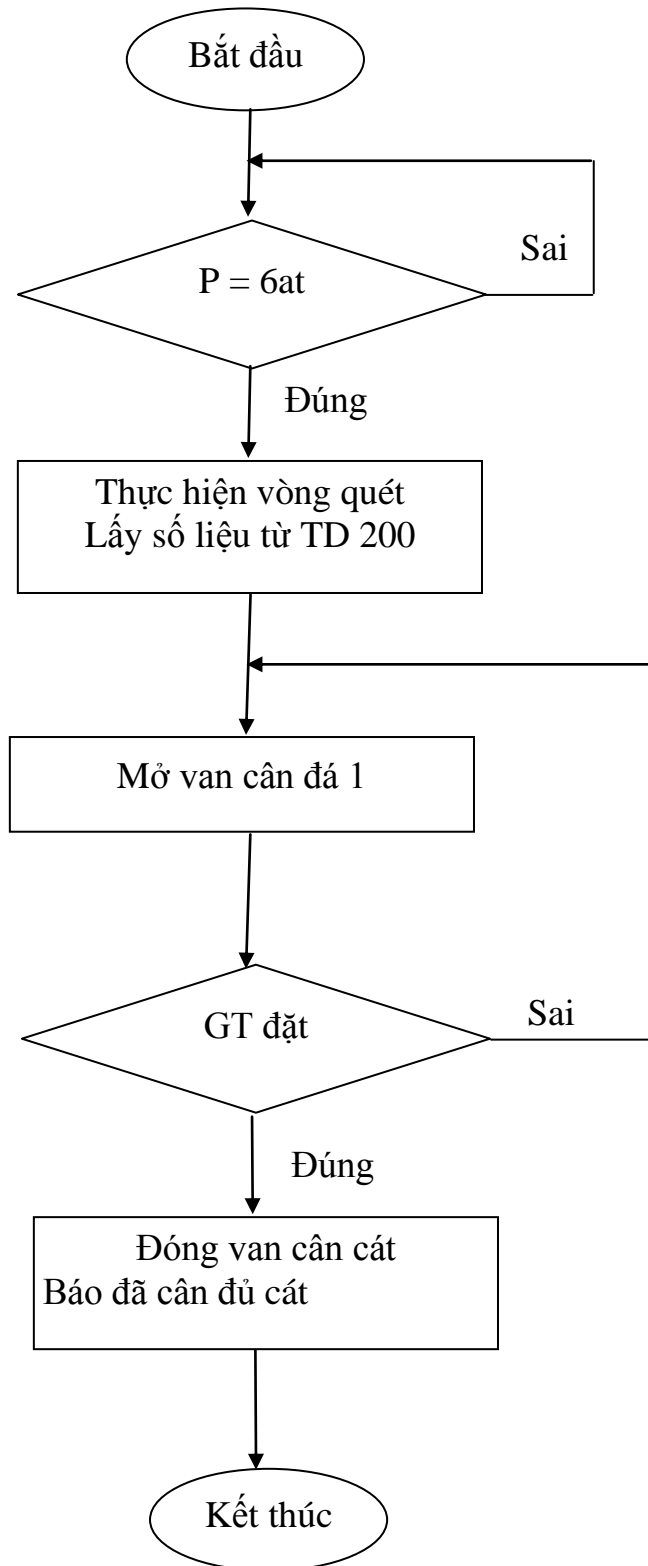 Bắt đầu
Sai
P = 6at
Đúng
Thực hiện vòng quét
Lấy số liệu từ TD 200
Mở van cân đá 1
GT đặt
Sai
Đúng
Đóng van cân cát
Báo đã cân đủ cát
Kết thúc